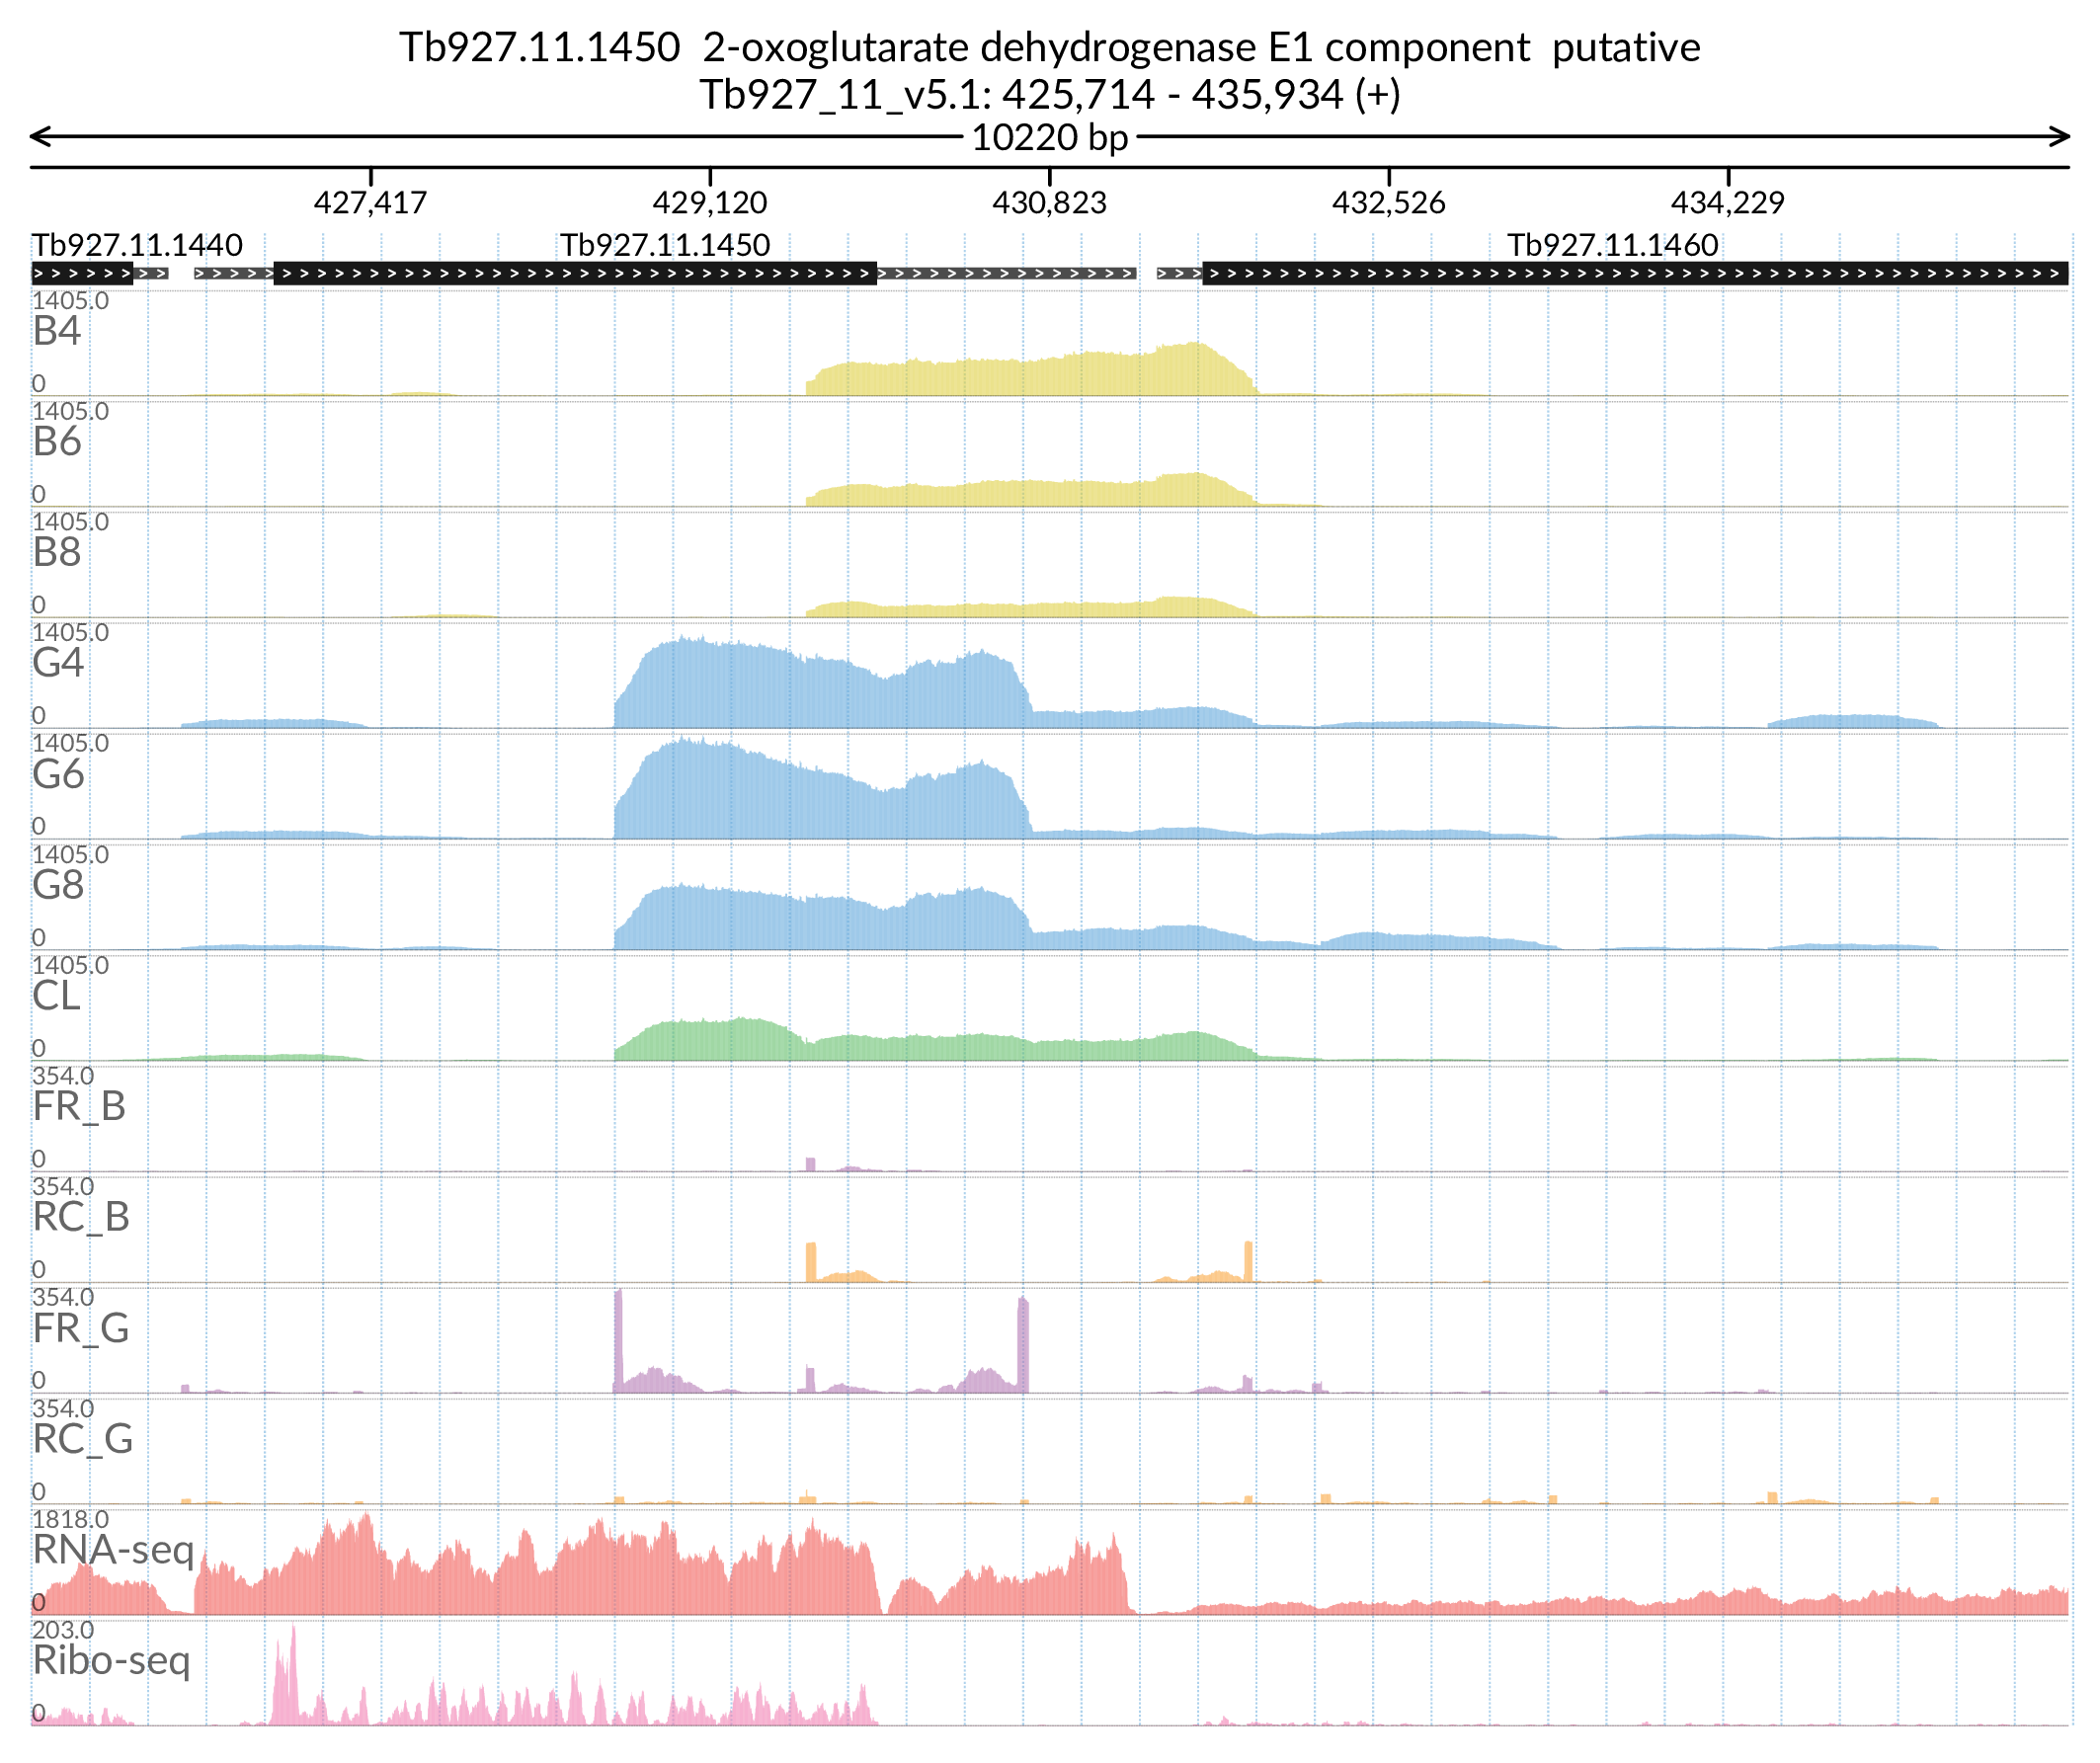 Tb927.11.1450  2-oxoglutarate dehydrogenase E1 component  putative
Tb927_11_v5.1: 425,714 - 435,934 (+)
10220 bp
427,417 429,120 430,823 432,526 434,229
Tb927.11.1440 Tb927.11.1450 Tb927.11.1460
1405.0
B4
0
1405.0
B6
0
1405.0
B8
0
1405.0
G4
0
1405.0
G6
0
1405.0
G8
0
1405.0
CL
0
354.0
FR_B
0
354.0
RC_B
0
354.0
FR_G
0
354.0
RC_G
0
1818.0
RNA-seq
0
203.0
Ribo-seq
0